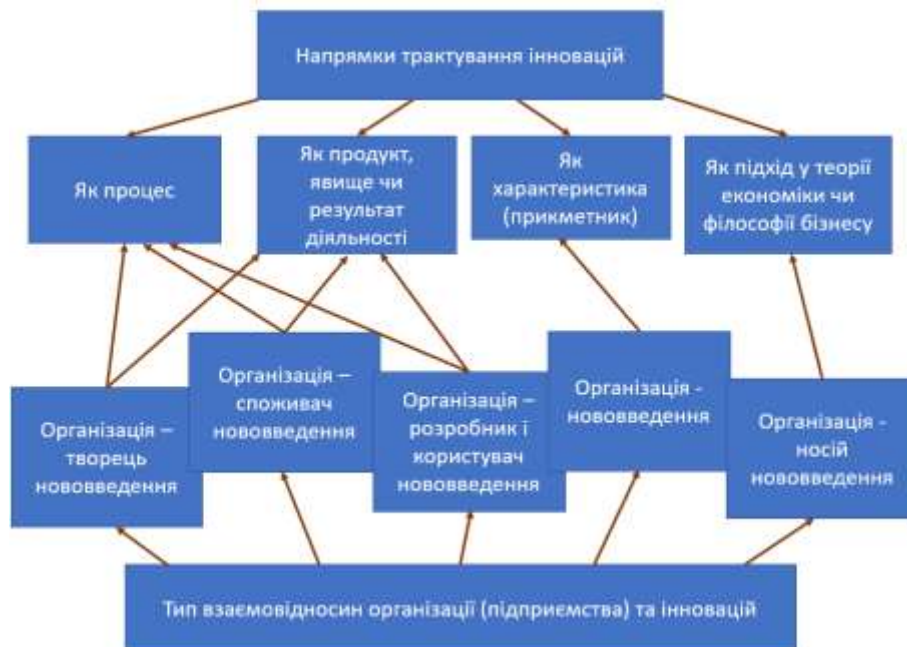 Напрямки трактування інновацій
Як процес
Як продукт,
явище чи
результат
діяльності
Як
характеристика
(прикметник)
Як підхід у теорії
економіки чи
філософії бізнесу
Організація –
творець
нововведення
Організація –
споживач
нововведення
Організація –
розробник і
користувач
нововведення
Організація -
нововведення
Організація -
носій
нововведення
Тип взаємовідносин організації (підприємства) та інновацій